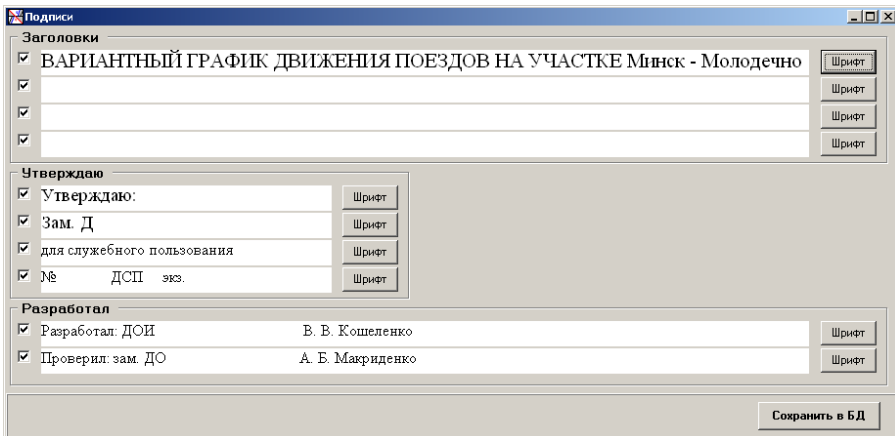 Подписи
Заголовки
ВАРИАНТНЫЙ ГРАФИК ДВИЖЕНИЯ ПОЕЗДОВ НА УЧАСТКЕ Минск - Молодечно Шрифт
Шрифт
Шрифт
Шрифт
Утверждаю
Утверждаю: Шрифт
Зам. Д Шрифт
для служебного пользования Шрифт
№ ДСП экз. Шрифт
Разработал
Разработал: ДОИ В. В. Кошеленко Шрифт
Проверил: зам. ДО А. Б. Макриденко Шрифт
Сохранить в БД